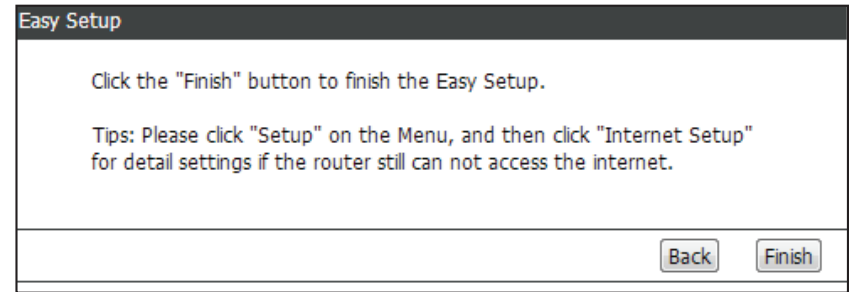 Easy Setup
Click the "Finish" button to finish the Easy Setup.
Tips: Please click "Setup" on the Menu, and then click "Internet Setup"
for detail settings if the router still can not access the internet.
Back Finish